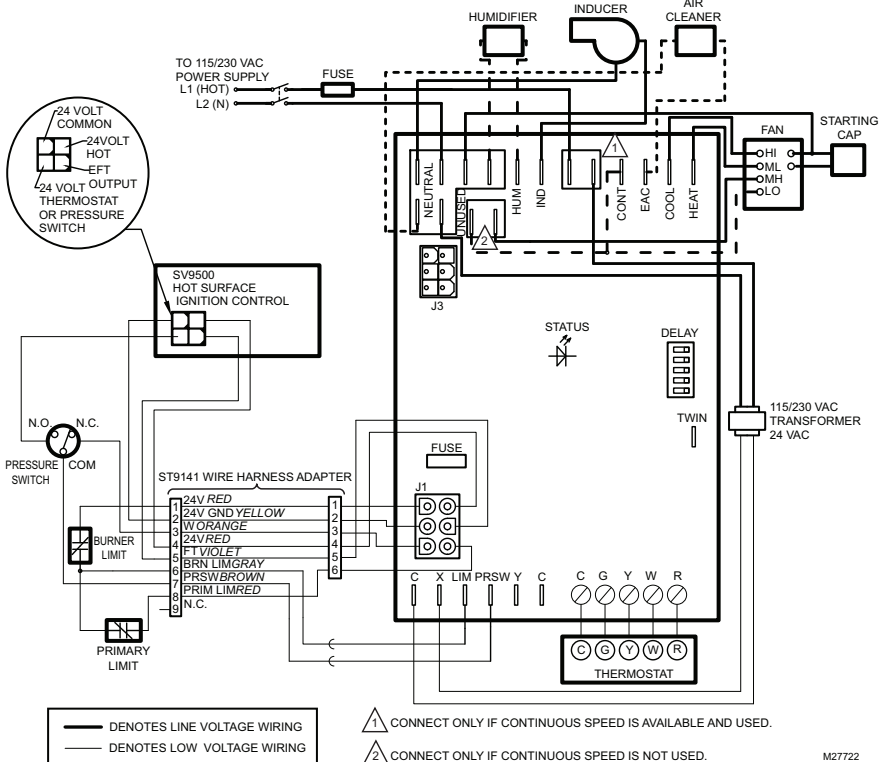 HUMIDIFIER
INDUCER
AIR
CLEANER
TO 115/230 VAC
POWER SUPPLY
L1 (HOT)
L2 (N)
FUSE
FAN
STARTING
CAP
HI
ML
MH
LO
24 VOLT
COMMON
24VOLT
HOT
EFT
OUTPUT
24 VOLT
THERMOSTAT
OR PRESSURE
SWITCH
1
NEUTRAL
UNUSED
HUM
IND
CONT
EAC
COOL
HEAT
2
J3
SV9500
HOT SURFACE
IGNITION CONTROL
STATUS
DELAY
TWIN
115/230 VAC
TRANSFORMER
24 VAC
N.O.
N.C.
PRESSURE
SWITCH
COM
FUSE
ST9141 WIRE HARNESS ADAPTER
J1
1 24V RED 1
2 24V GND YELLOW 2
3 W ORANGE 3
4 24V RED 4
5 FT VIOLET 5
6 BRN LIM GRAY 6
7 PRSW BROWN
8 PRIM LIM RED
9 N.C.
BURNER
LIMIT
PRIMARY
LIMIT
C X LIM PRSW Y C C G Y W R
C G Y W R
THERMOSTAT
DENOTES LINE VOLTAGE WIRING
DENOTES LOW VOLTAGE WIRING
1 CONNECT ONLY IF CONTINUOUS SPEED IS AVAILABLE AND USED.
2 CONNECT ONLY IF CONTINUOUS SPEED IS NOT USED.
M27722